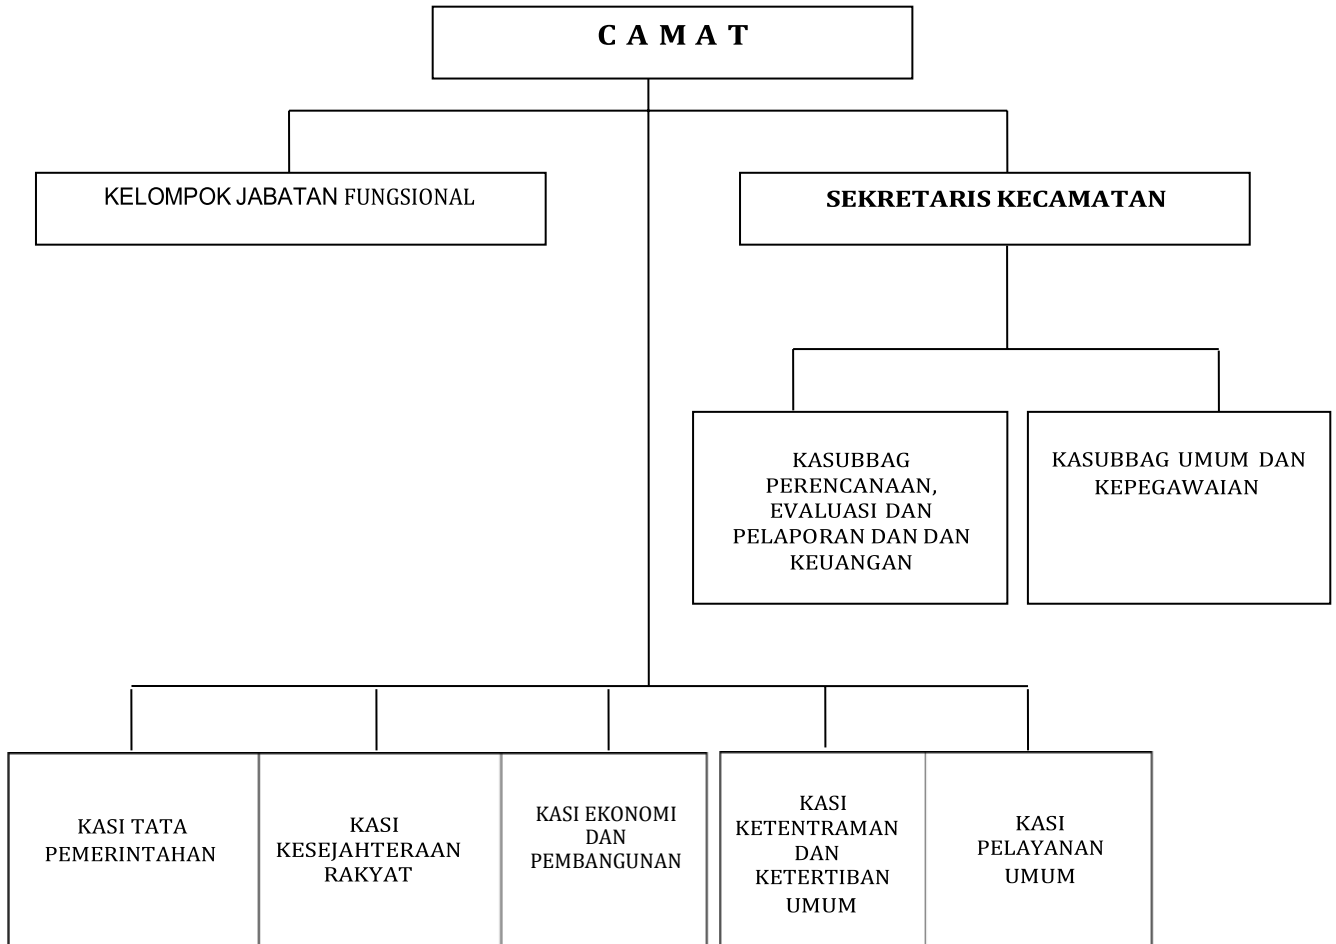 C A M A T
KELOMPOK JABATAN FUNGSIONAL
SEKRETARIS KECAMATAN
KASUBBAG
PERENCANAAN,
EVALUASI DAN
PELAPORAN DAN DAN
KEUANGAN
KASUBBAG UMUM DAN
KEPEGAWAIAN
KASI TATA
PEMERINTAHAN
KASI
KESEJAHTERAAN
RAKYAT
KASI EKONOMI
DAN
PEMBANGUNAN
KASI
KETENTRAMAN
DAN
KETERTIBAN
UMUM
KASI
PELAYANAN
UMUM